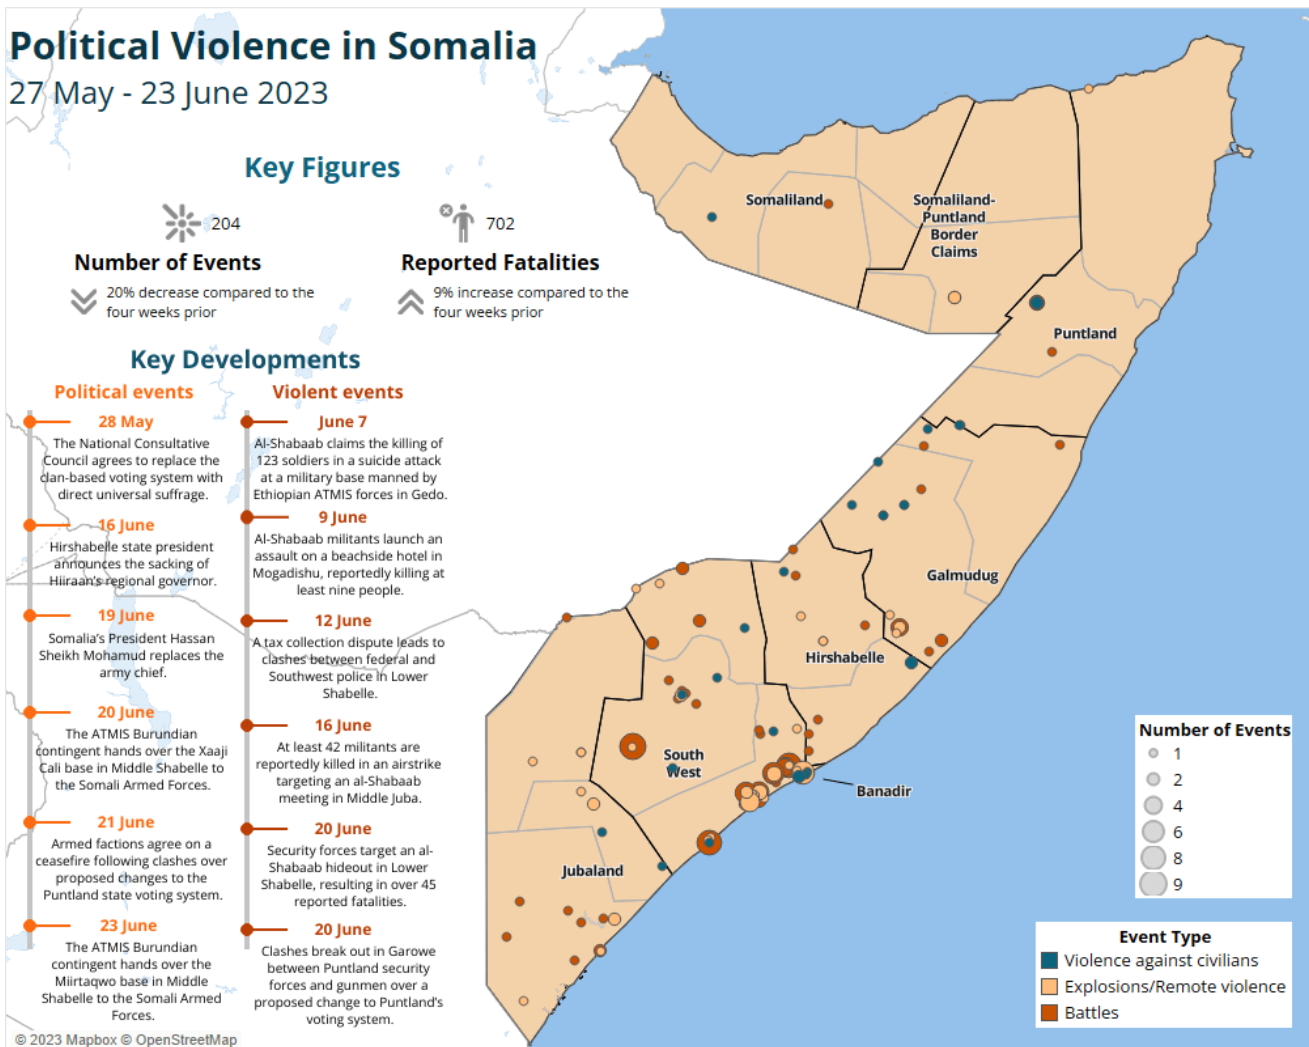 Political Violence in Somalia
27 May - 23 June 2023
Key Figures
204
Number of Events
20% decrease compared to the
four weeks prior
702
Reported Fatalities
9% increase compared to the
four weeks prior
Key Developments
Political events
28 May
The National Consultative
Council agrees to replace the
clan-based voting system with
direct universal suffrage.
16 June
Hirshabelle state president
announces the sacking of
Hiiraan's regional governor.
19 June
Somalia's President Hassan
Sheikh Mohamud replaces the
army chief.
20 June
The ATMIS Burundian
contingent hands over the Xaaji
Cali base in Middle Shabelle to
the Somali Armed Forces.
21 June
Armed factions agree on a
ceasefire following clashes over
proposed changes to the
Puntland state voting system.
23 June
The ATMIS Burundian
contingent hands over the
Miirtaqwo base in Middle
Shabelle to the Somali Armed
Forces.
Violent events
June 7
Al-Shabaab claims the killing of
123 soldiers in a suicide attack
at a military base manned by
Ethiopian ATMIS forces in Gedo.
9 June
Al-Shabaab militants launch an
assault on a beachside hotel in
Mogadishu, reportedly killing at
least nine people.
12 June
A tax collection dispute leads to
clashes between federal and
Southwest police in Lower
Shabelle.
16 June
At least 42 militants are
reportedly killed in an airstrike
targeting an al-Shabaab
meeting in Middle Juba.
20 June
Security forces target an al-
Shabaab hideout in Lower
Shabelle, resulting in over 45
reported fatalities.
20 June
Clashes break out in Garowe
between Puntland security
forces and gunmen over a
proposed change to Puntland's
voting system.
Somaliland
Somaliland-
Puntland
Border
Claims
Puntland
Galmudug
Hirshabelle
South
West
Banadir
Jubaland
Number of Events
1
2
4
6
8
9
Event Type
Violence against civilians
Explosions/Remote violence
Battles
© 2023 Mapbox © OpenStreetMap